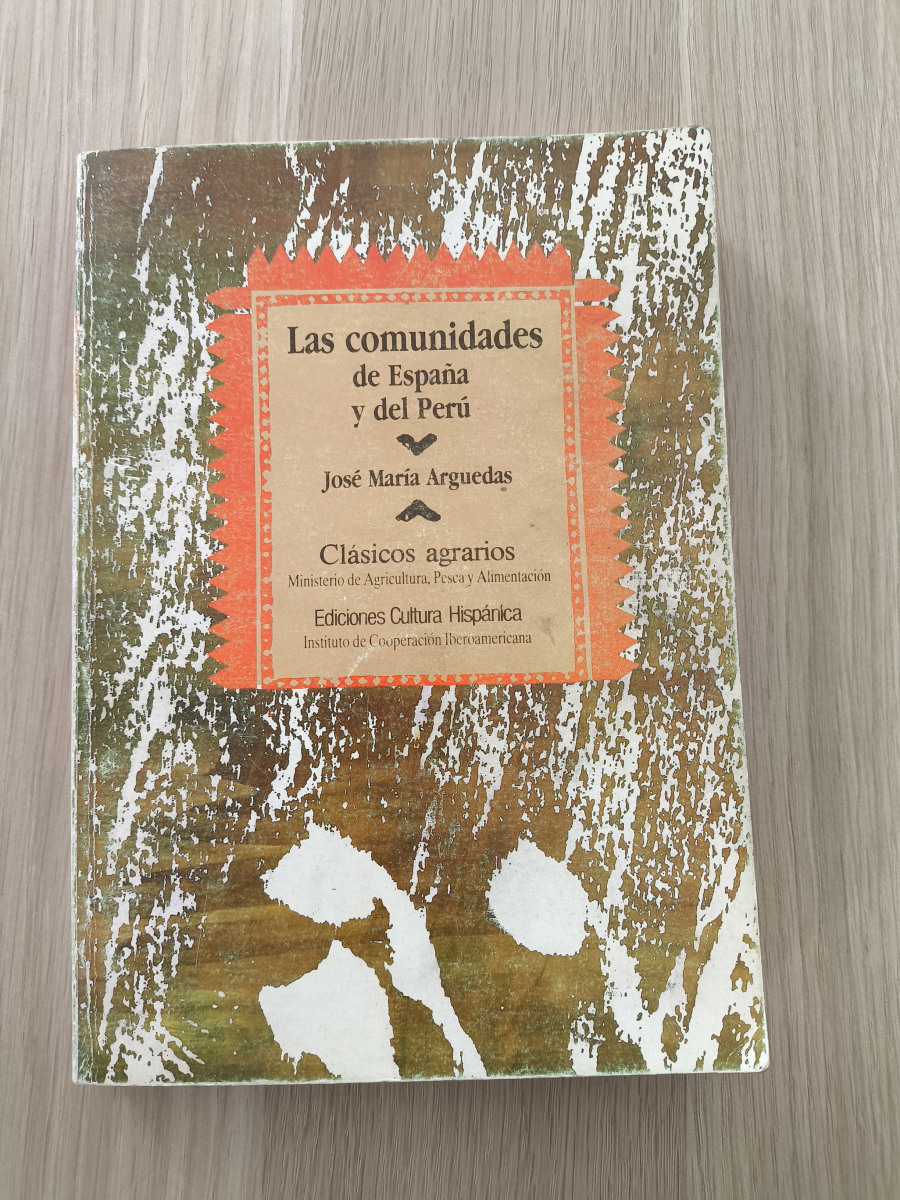 Las comunidades
de España
y del Perú
José María Arguedas
Clásicos agrarios
Ministerio de Agricultura, Pesca y Alimentación
Ediciones Cultura Hispánica
Instituto de Cooperación Iberoamericana